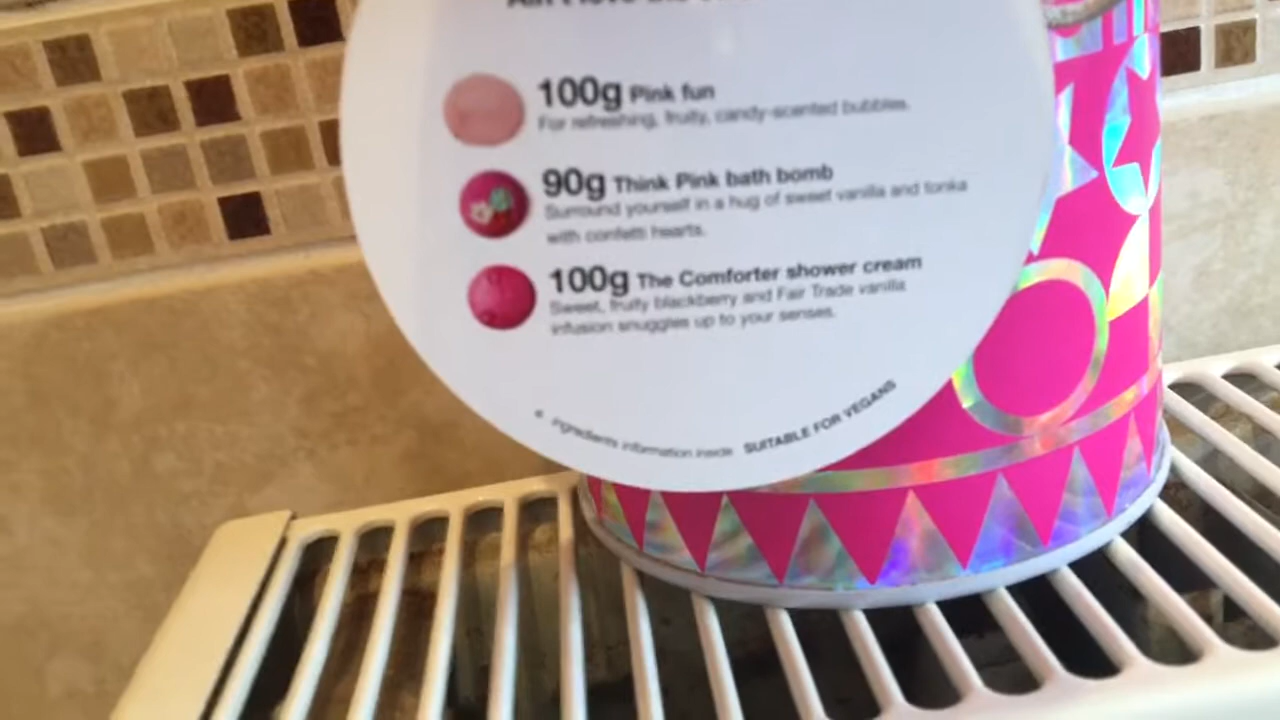 100g Pink fun
For refreshing, fruity, candy-scented bubbles.
90g Think Pink bath bomb
Surround yourself in a hug of sweet vanilla and tonka
with confetti hearts.
100g The Comforter shower cream
Sweet, fruity blackberry and Fair Trade vanilla
infusion snuggles up to your senses.
ingredients information inside SUITABLE FOR VEGANS